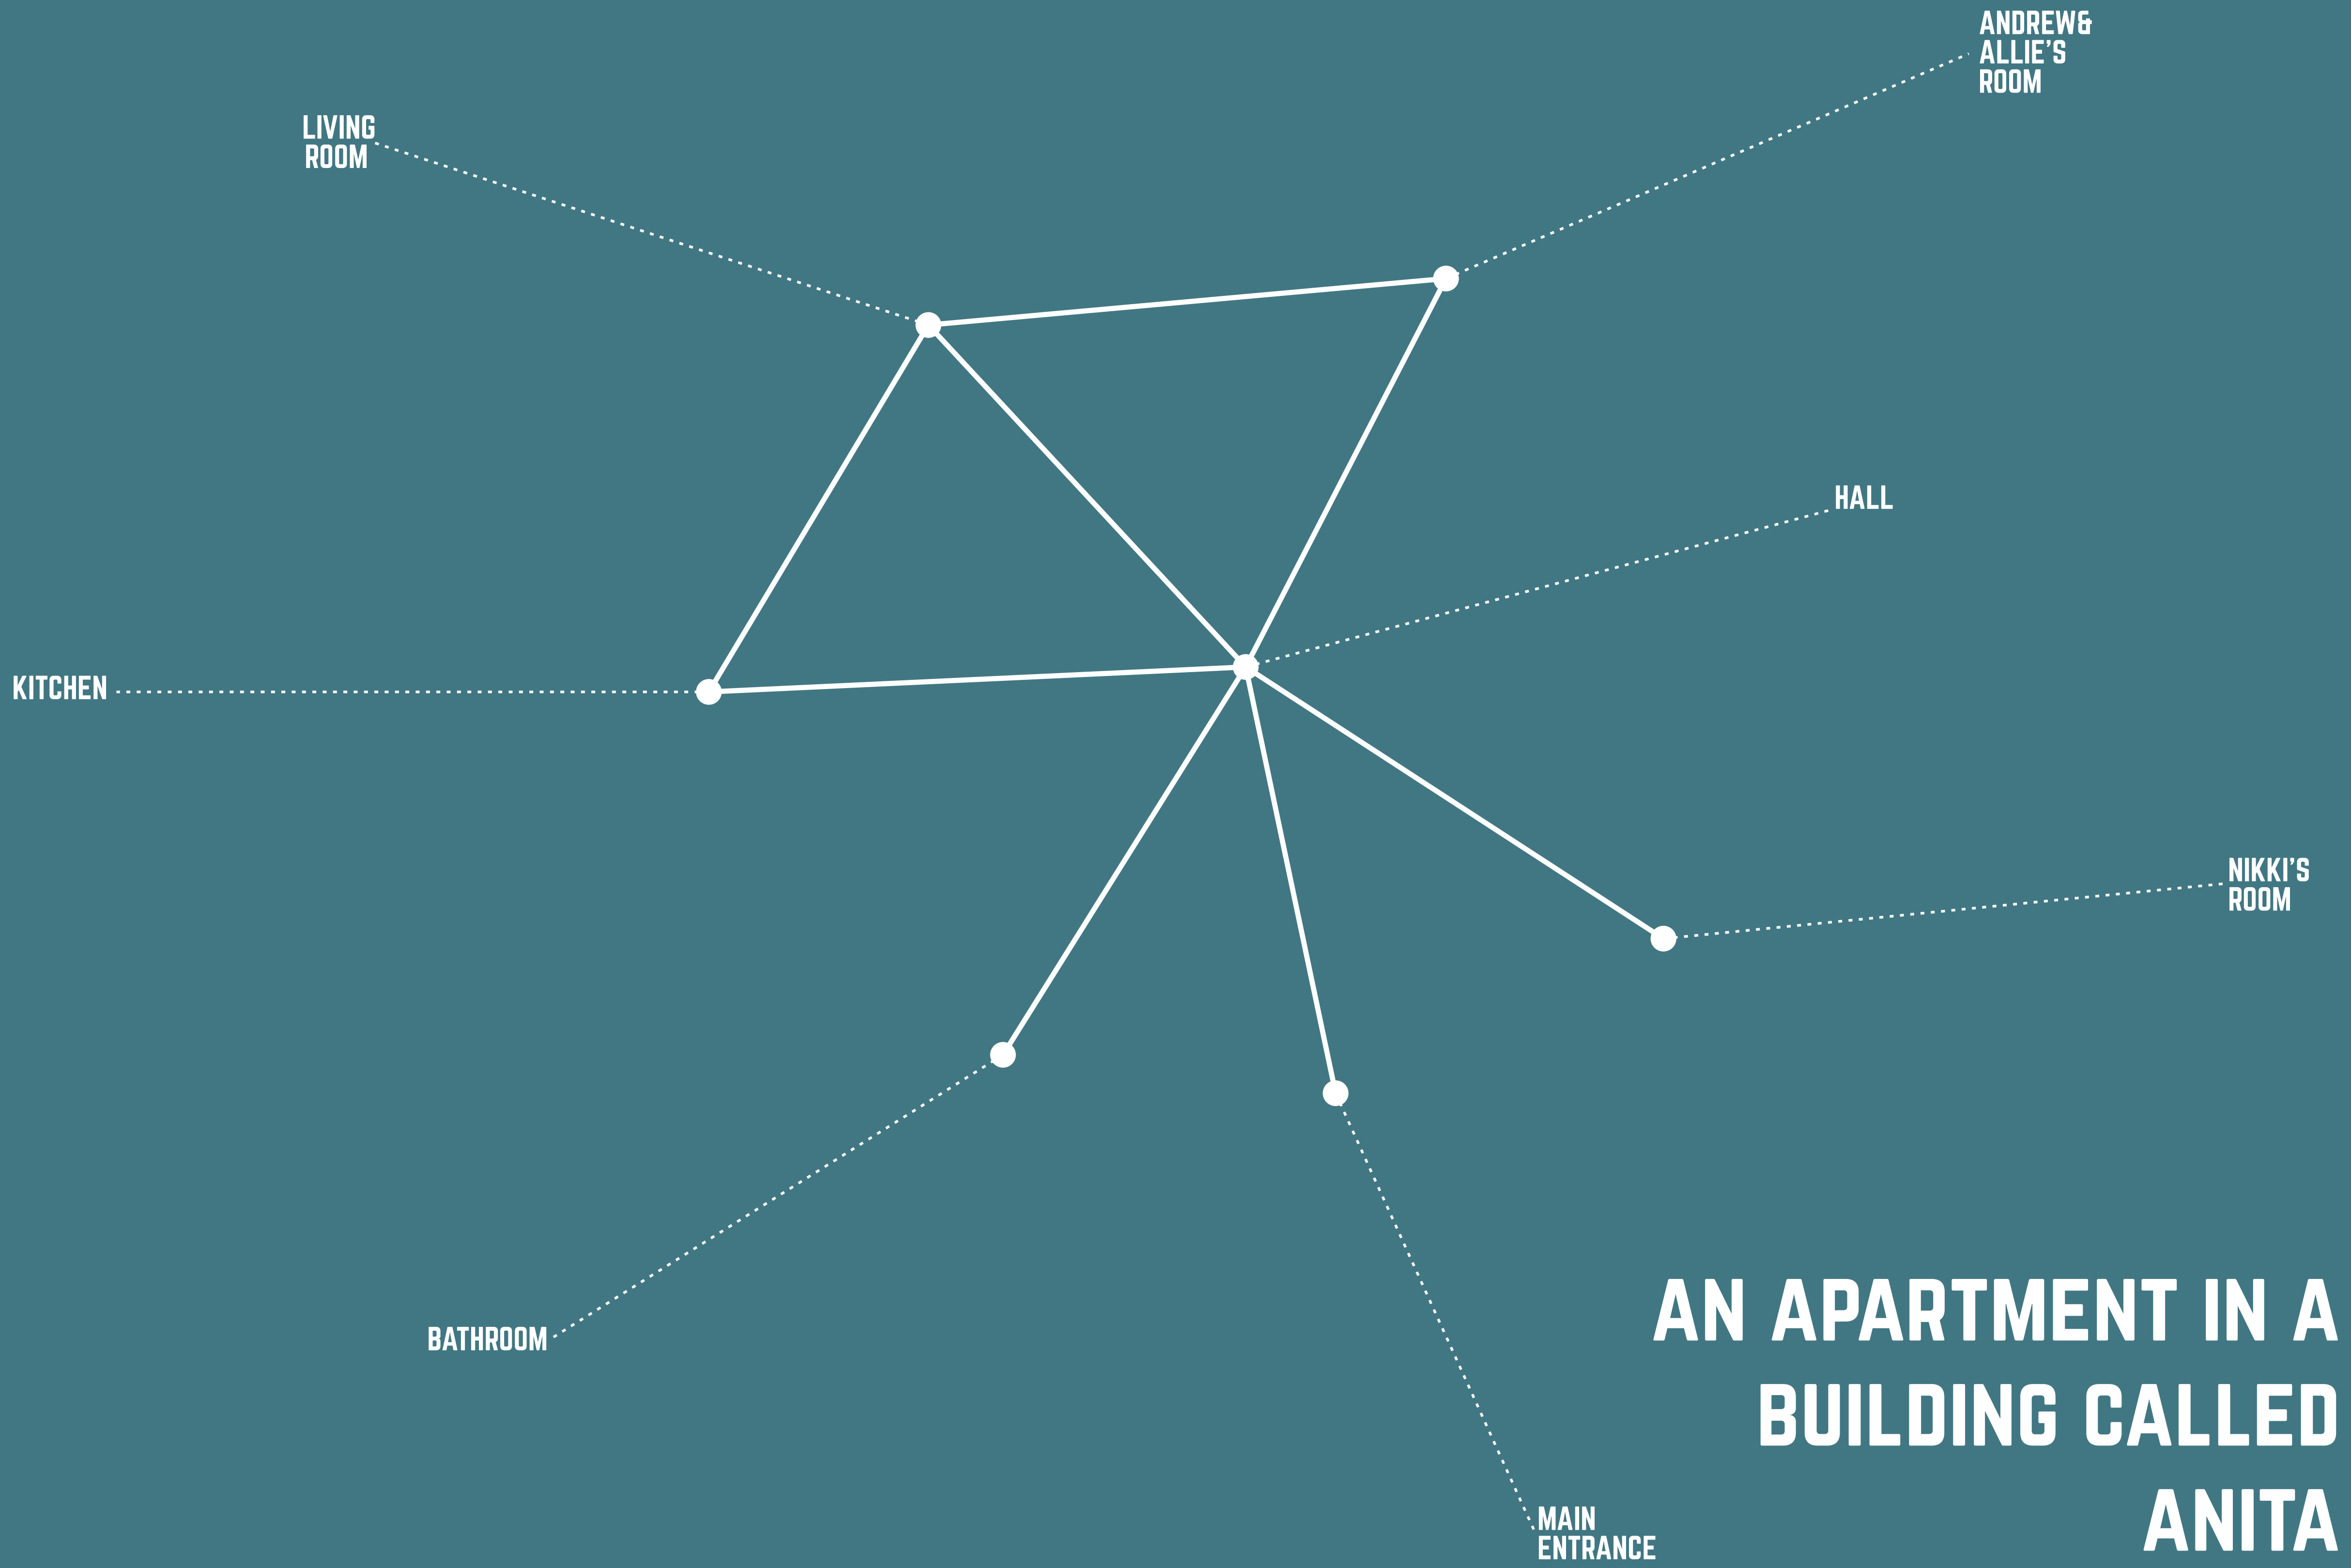 ANDREW&
ALLIE'S
ROOM
LIVING
ROOM
HALL
KITCHEN
NIKKI'S
ROOM
BATHROOM
MAIN
ENTRANCE
AN APARTMENT IN A
BUILDING CALLED
ANITA